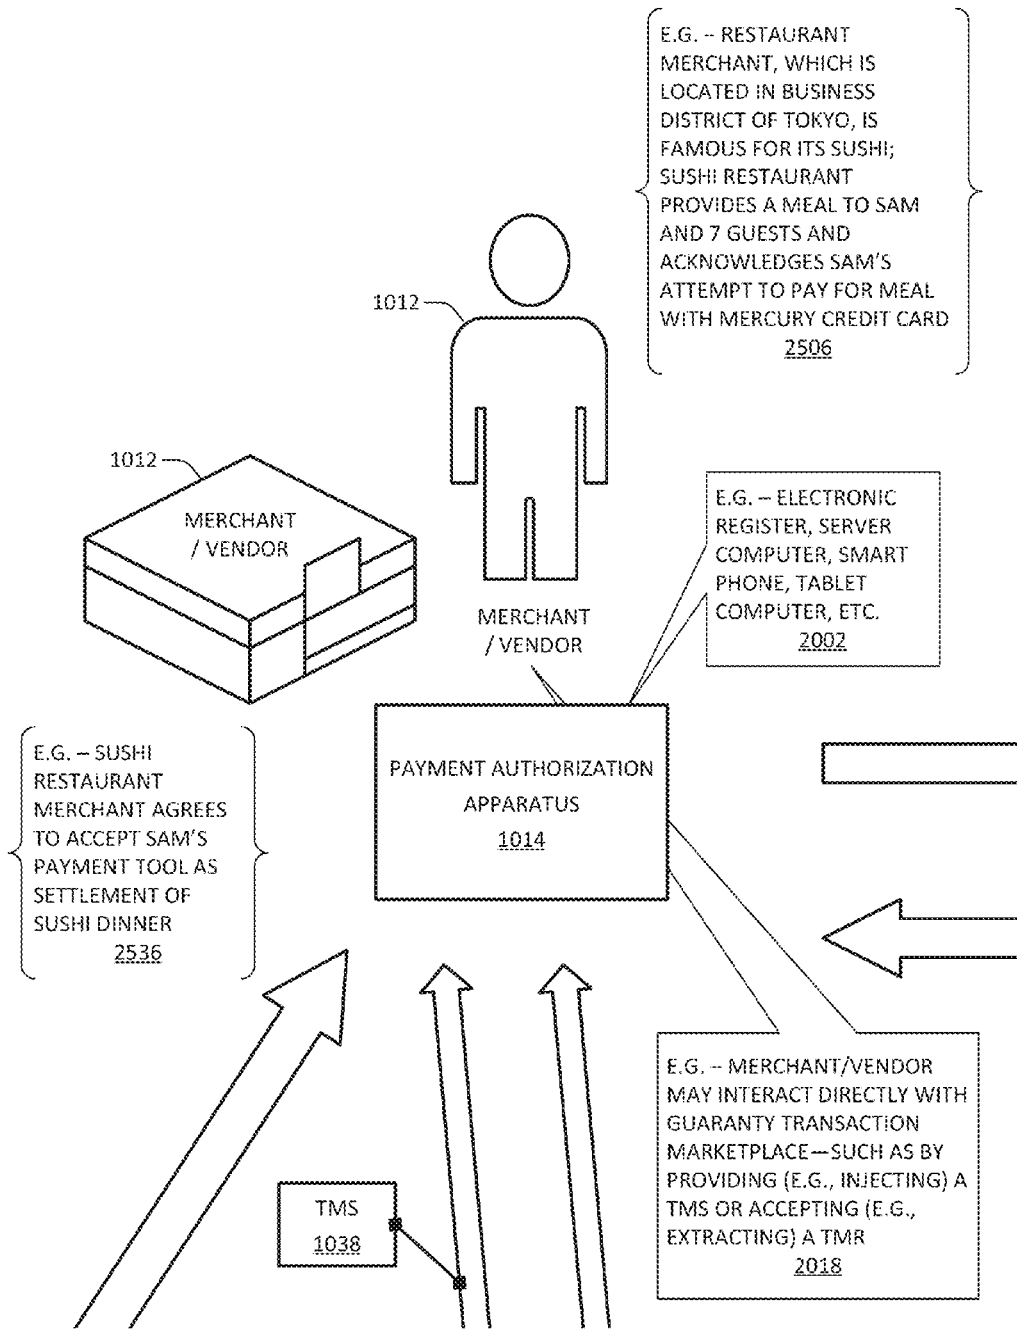 E.G. – RESTAURANT
MERCHANT, WHICH IS
LOCATED IN BUSINESS
DISTRICT OF TOKYO, IS
FAMOUS FOR ITS SUSHI;
SUSHI RESTAURANT
PROVIDES A MEAL TO SAM
AND 7 GUESTS AND
ACKNOWLEDGES SAM'S
ATTEMPT TO PAY FOR MEAL
WITH MERCURY CREDIT CARD
2506
1012
1012
MERCHANT
/ VENDOR
MERCHANT
/ VENDOR
E.G. – ELECTRONIC
REGISTER, SERVER
COMPUTER, SMART
PHONE, TABLET
COMPUTER, ETC.
2002
PAYMENT AUTHORIZATION
APPARATUS
1014
E.G. – SUSHI
RESTAURANT
MERCHANT AGREES
TO ACCEPT SAM'S
PAYMENT TOOL AS
SETTLEMENT OF
SUSHI DINNER
2536
E.G. – MERCHANT/VENDOR
MAY INTERACT DIRECTLY WITH
GUARANTY TRANSACTION
MARKETPLACE—SUCH AS BY
PROVIDING (E.G., INJECTING) A
TMS OR ACCEPTING (E.G.,
EXTRACTING) A TMR
2018
TMS
1038